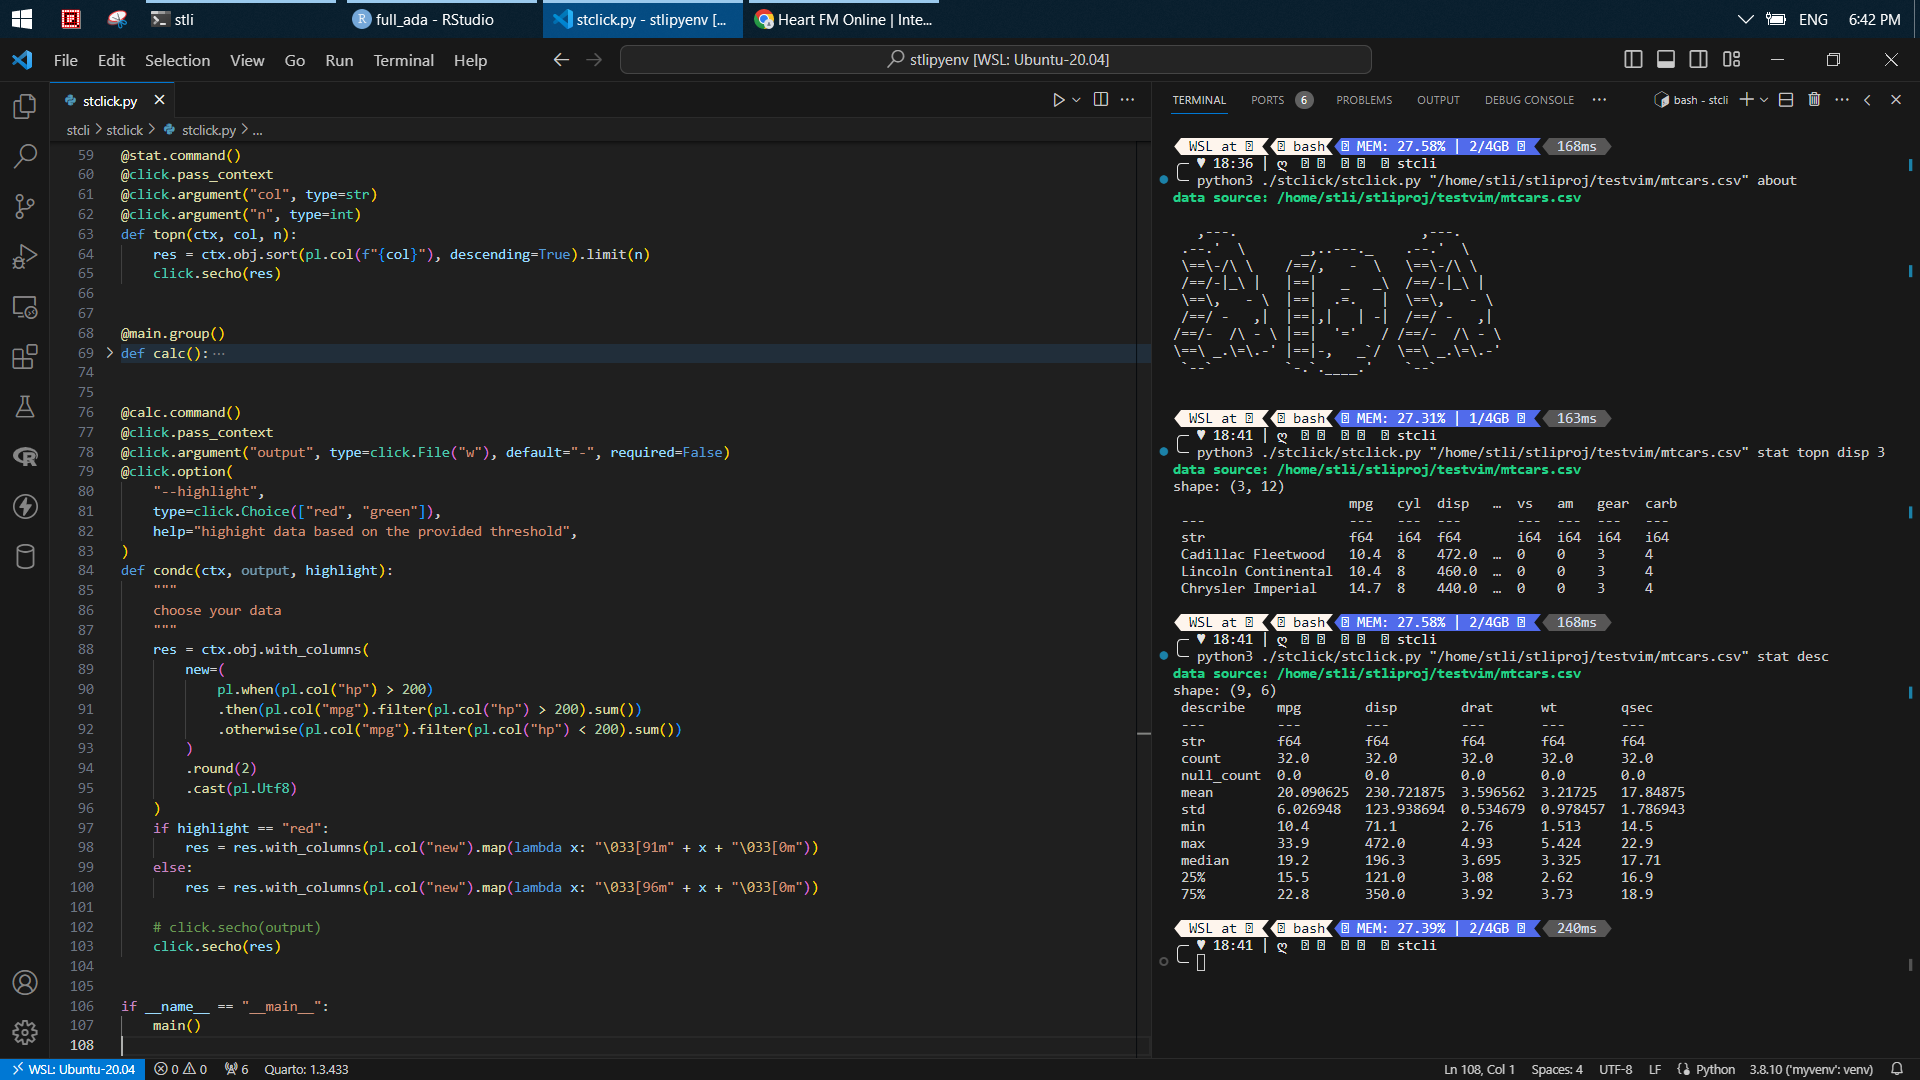 stli
full_ada - RStudio
stclick.py - stlipyenv [...
Heart FM Online | Inte...
ENG
6:42 PM
File Edit Selection View Go Run Terminal Help
stlipyenv [WSL: Ubuntu-20.04]
stclick.py
stcli > stclick > stclick.py > ...
59 @stat.command()
60 @click.pass_context
61 @click.argument("col", type=str)
62 @click.argument("n", type=int)
63 def topn(ctx, col, n):
64 res = ctx.obj.sort(pl.col(f"{col}"), descending=True).limit(n)
65 click.secho(res)
66
67
68 @main.group()
69 def calc(): ...
74
75
76 @calc.command()
77 @click.pass_context
78 @click.argument("output", type=click.File("w"), default="-", required=False)
79 @click.option(
80 "--highlight",
81 type=click.Choice(["red", "green"]),
82 help="highight data based on the provided threshold",
83 )
84 def condc(ctx, output, highlight):
85 """
86 choose your data
87 """
88 res = ctx.obj.with_columns(
89 new=(
90 pl.when(pl.col("hp") > 200)
91 .then(pl.col("mpg").filter(pl.col("hp") > 200).sum())
92 .otherwise(pl.col("mpg").filter(pl.col("hp") < 200).sum())
93 )
94 .round(2)
95 .cast(pl.Utf8)
96 )
97 if highlight == "red":
98 res = res.with_columns(pl.col("new").map(lambda x: "\033[91m" + x + "\033[0m"))
99 else:
100 res = res.with_columns(pl.col("new").map(lambda x: "\033[96m" + x + "\033[0m"))
101
102 # click.secho(output)
103 click.secho(res)
104
105
106 if __name__ == "__main__":
107 main()
108
TERMINAL PORTS 6 PROBLEMS OUTPUT DEBUG CONSOLE ...
bash - stcli
WSL at bash MEM: 27.58% | 2/4GB 168ms
♥ 18:36 | ღ stcli
python3 ./stclick/stclick.py "/home/stli/stliproj/testvim/mtcars.csv" about
data source: /home/stli/stliproj/testvim/mtcars.csv
ADA
WSL at bash MEM: 27.31% | 1/4GB 163ms
♥ 18:41 | ღ stcli
python3 ./stclick/stclick.py "/home/stli/stliproj/testvim/mtcars.csv" stat topn disp 3
data source: /home/stli/stliproj/testvim/mtcars.csv
shape: (3, 12)
mpg cyl disp … vs am gear carb
--- --- --- --- --- --- --- ---
str f64 i64 f64 i64 i64 i64 i64
Cadillac Fleetwood 10.4 8 472.0 … 0 0 3 4
Lincoln Continental 10.4 8 460.0 … 0 0 3 4
Chrysler Imperial 14.7 8 440.0 … 0 0 3 4
WSL at bash MEM: 27.58% | 2/4GB 168ms
♥ 18:41 | ღ stcli
python3 ./stclick/stclick.py "/home/stli/stliproj/testvim/mtcars.csv" stat desc
data source: /home/stli/stliproj/testvim/mtcars.csv
shape: (9, 6)
describe mpg disp drat wt qsec
--- --- --- --- --- ---
str f64 f64 f64 f64 f64
count 32.0 32.0 32.0 32.0 32.0
null_count 0.0 0.0 0.0 0.0 0.0
mean 20.090625 230.721875 3.596562 3.21725 17.84875
std 6.026948 123.938694 0.534679 0.978457 1.786943
min 10.4 71.1 2.76 1.513 14.5
max 33.9 472.0 4.93 5.424 22.9
median 19.2 196.3 3.695 3.325 17.71
25% 15.5 121.0 3.08 2.62 16.9
75% 22.8 350.0 3.92 3.73 18.9
WSL at bash MEM: 27.39% | 2/4GB 240ms
♥ 18:41 | ღ stcli
WSL: Ubuntu-20.04 0 0 6 Quarto: 1.3.433
Ln 108, Col 1 Spaces: 4 UTF-8 LF Python 3.8.10 ('myvenv': venv)